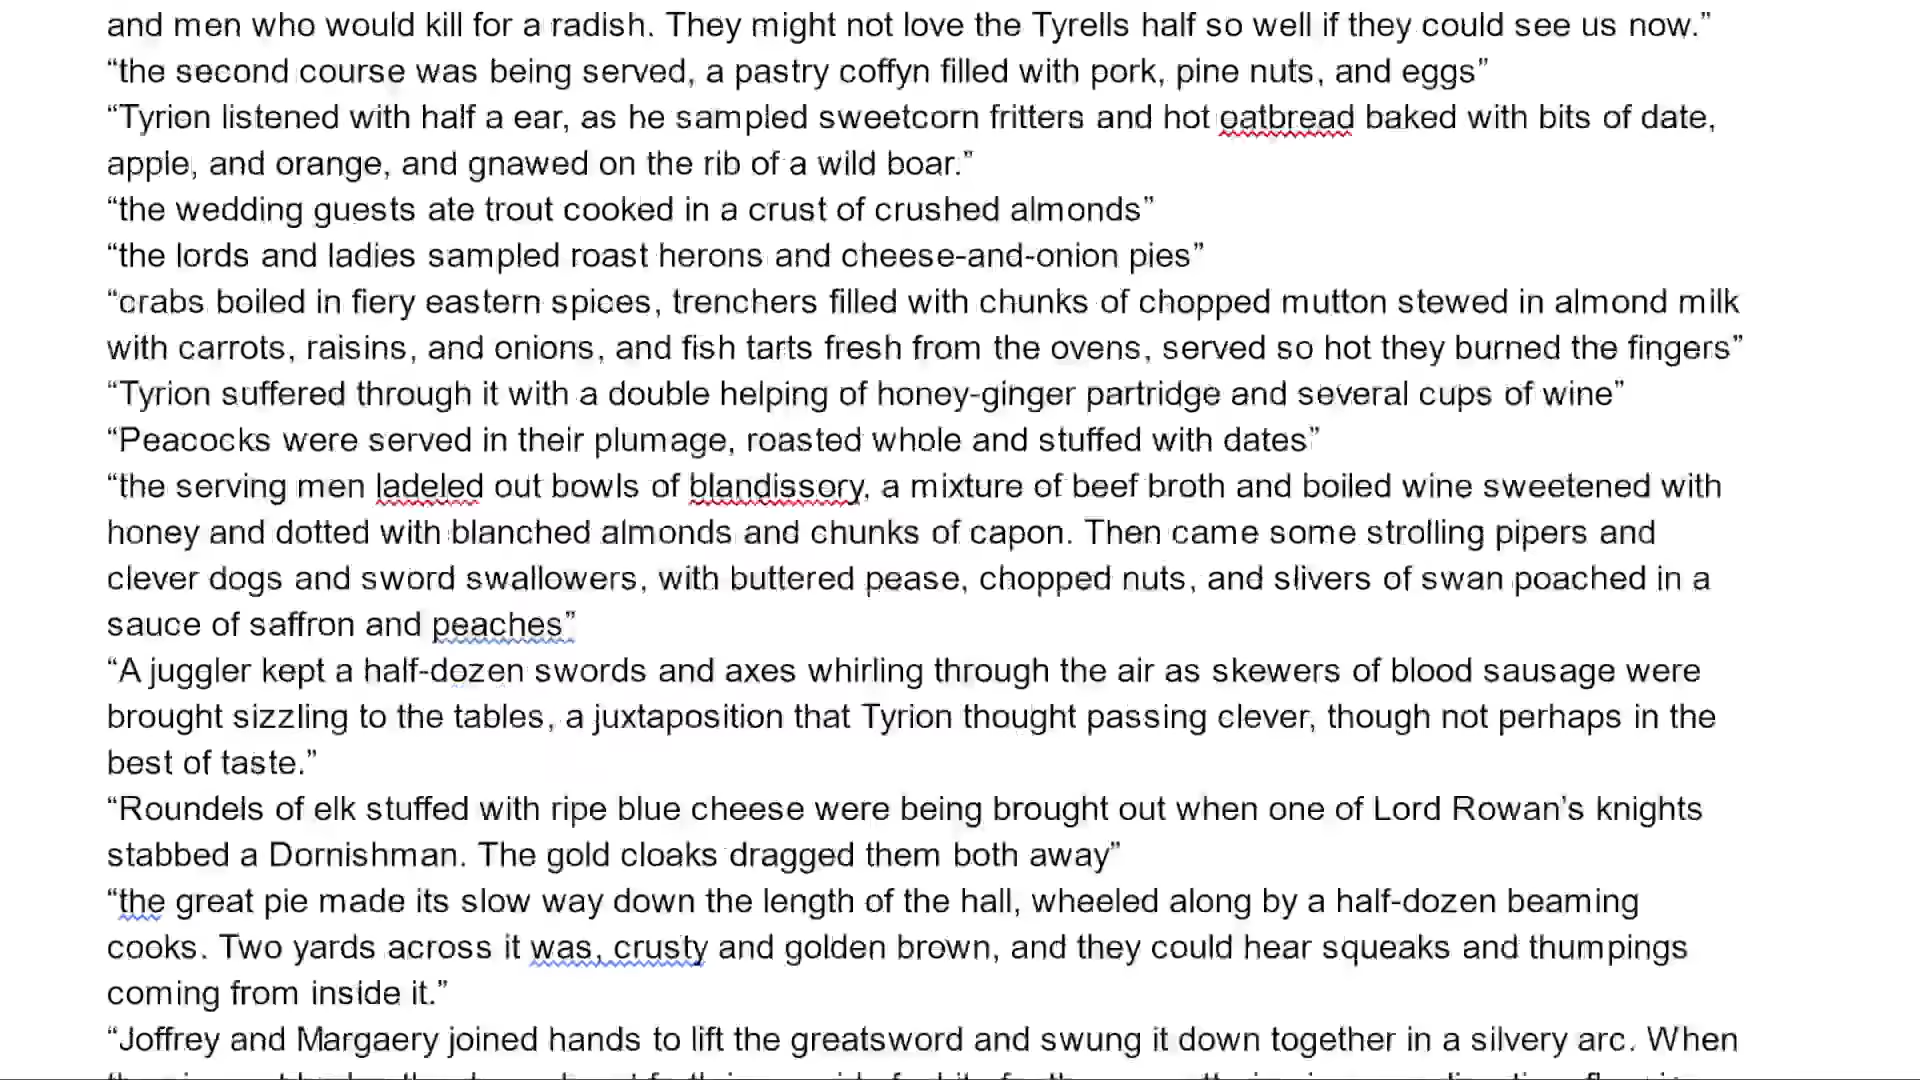 and men who would kill for a radish. They might not love the Tyrells half so well if they could see us now.”
“the second course was being served, a pastry coffyn filled with pork, pine nuts, and eggs”
“Tyrion listened with half a ear, as he sampled sweetcorn fritters and hot oatbread baked with bits of date,
apple, and orange, and gnawed on the rib of a wild boar.”
“the wedding guests ate trout cooked in a crust of crushed almonds”
“the lords and ladies sampled roast herons and cheese-and-onion pies”
“crabs boiled in fiery eastern spices, trenchers filled with chunks of chopped mutton stewed in almond milk
with carrots, raisins, and onions, and fish tarts fresh from the ovens, served so hot they burned the fingers”
“Tyrion suffered through it with a double helping of honey-ginger partridge and several cups of wine”
“Peacocks were served in their plumage, roasted whole and stuffed with dates”
“the serving men ladeled out bowls of blandissory, a mixture of beef broth and boiled wine sweetened with
honey and dotted with blanched almonds and chunks of capon. Then came some strolling pipers and
clever dogs and sword swallowers, with buttered pease, chopped nuts, and slivers of swan poached in a
sauce of saffron and peaches”
“A juggler kept a half-dozen swords and axes whirling through the air as skewers of blood sausage were
brought sizzling to the tables, a juxtaposition that Tyrion thought passing clever, though not perhaps in the
best of taste.”
“Roundels of elk stuffed with ripe blue cheese were being brought out when one of Lord Rowan’s knights
stabbed a Dornishman. The gold cloaks dragged them both away”
“the great pie made its slow way down the length of the hall, wheeled along by a half-dozen beaming
cooks. Two yards across it was, crusty and golden brown, and they could hear squeaks and thumpings
coming from inside it.”
“Joffrey and Margaery joined hands to lift the greatsword and swung it down together in a silvery arc. When